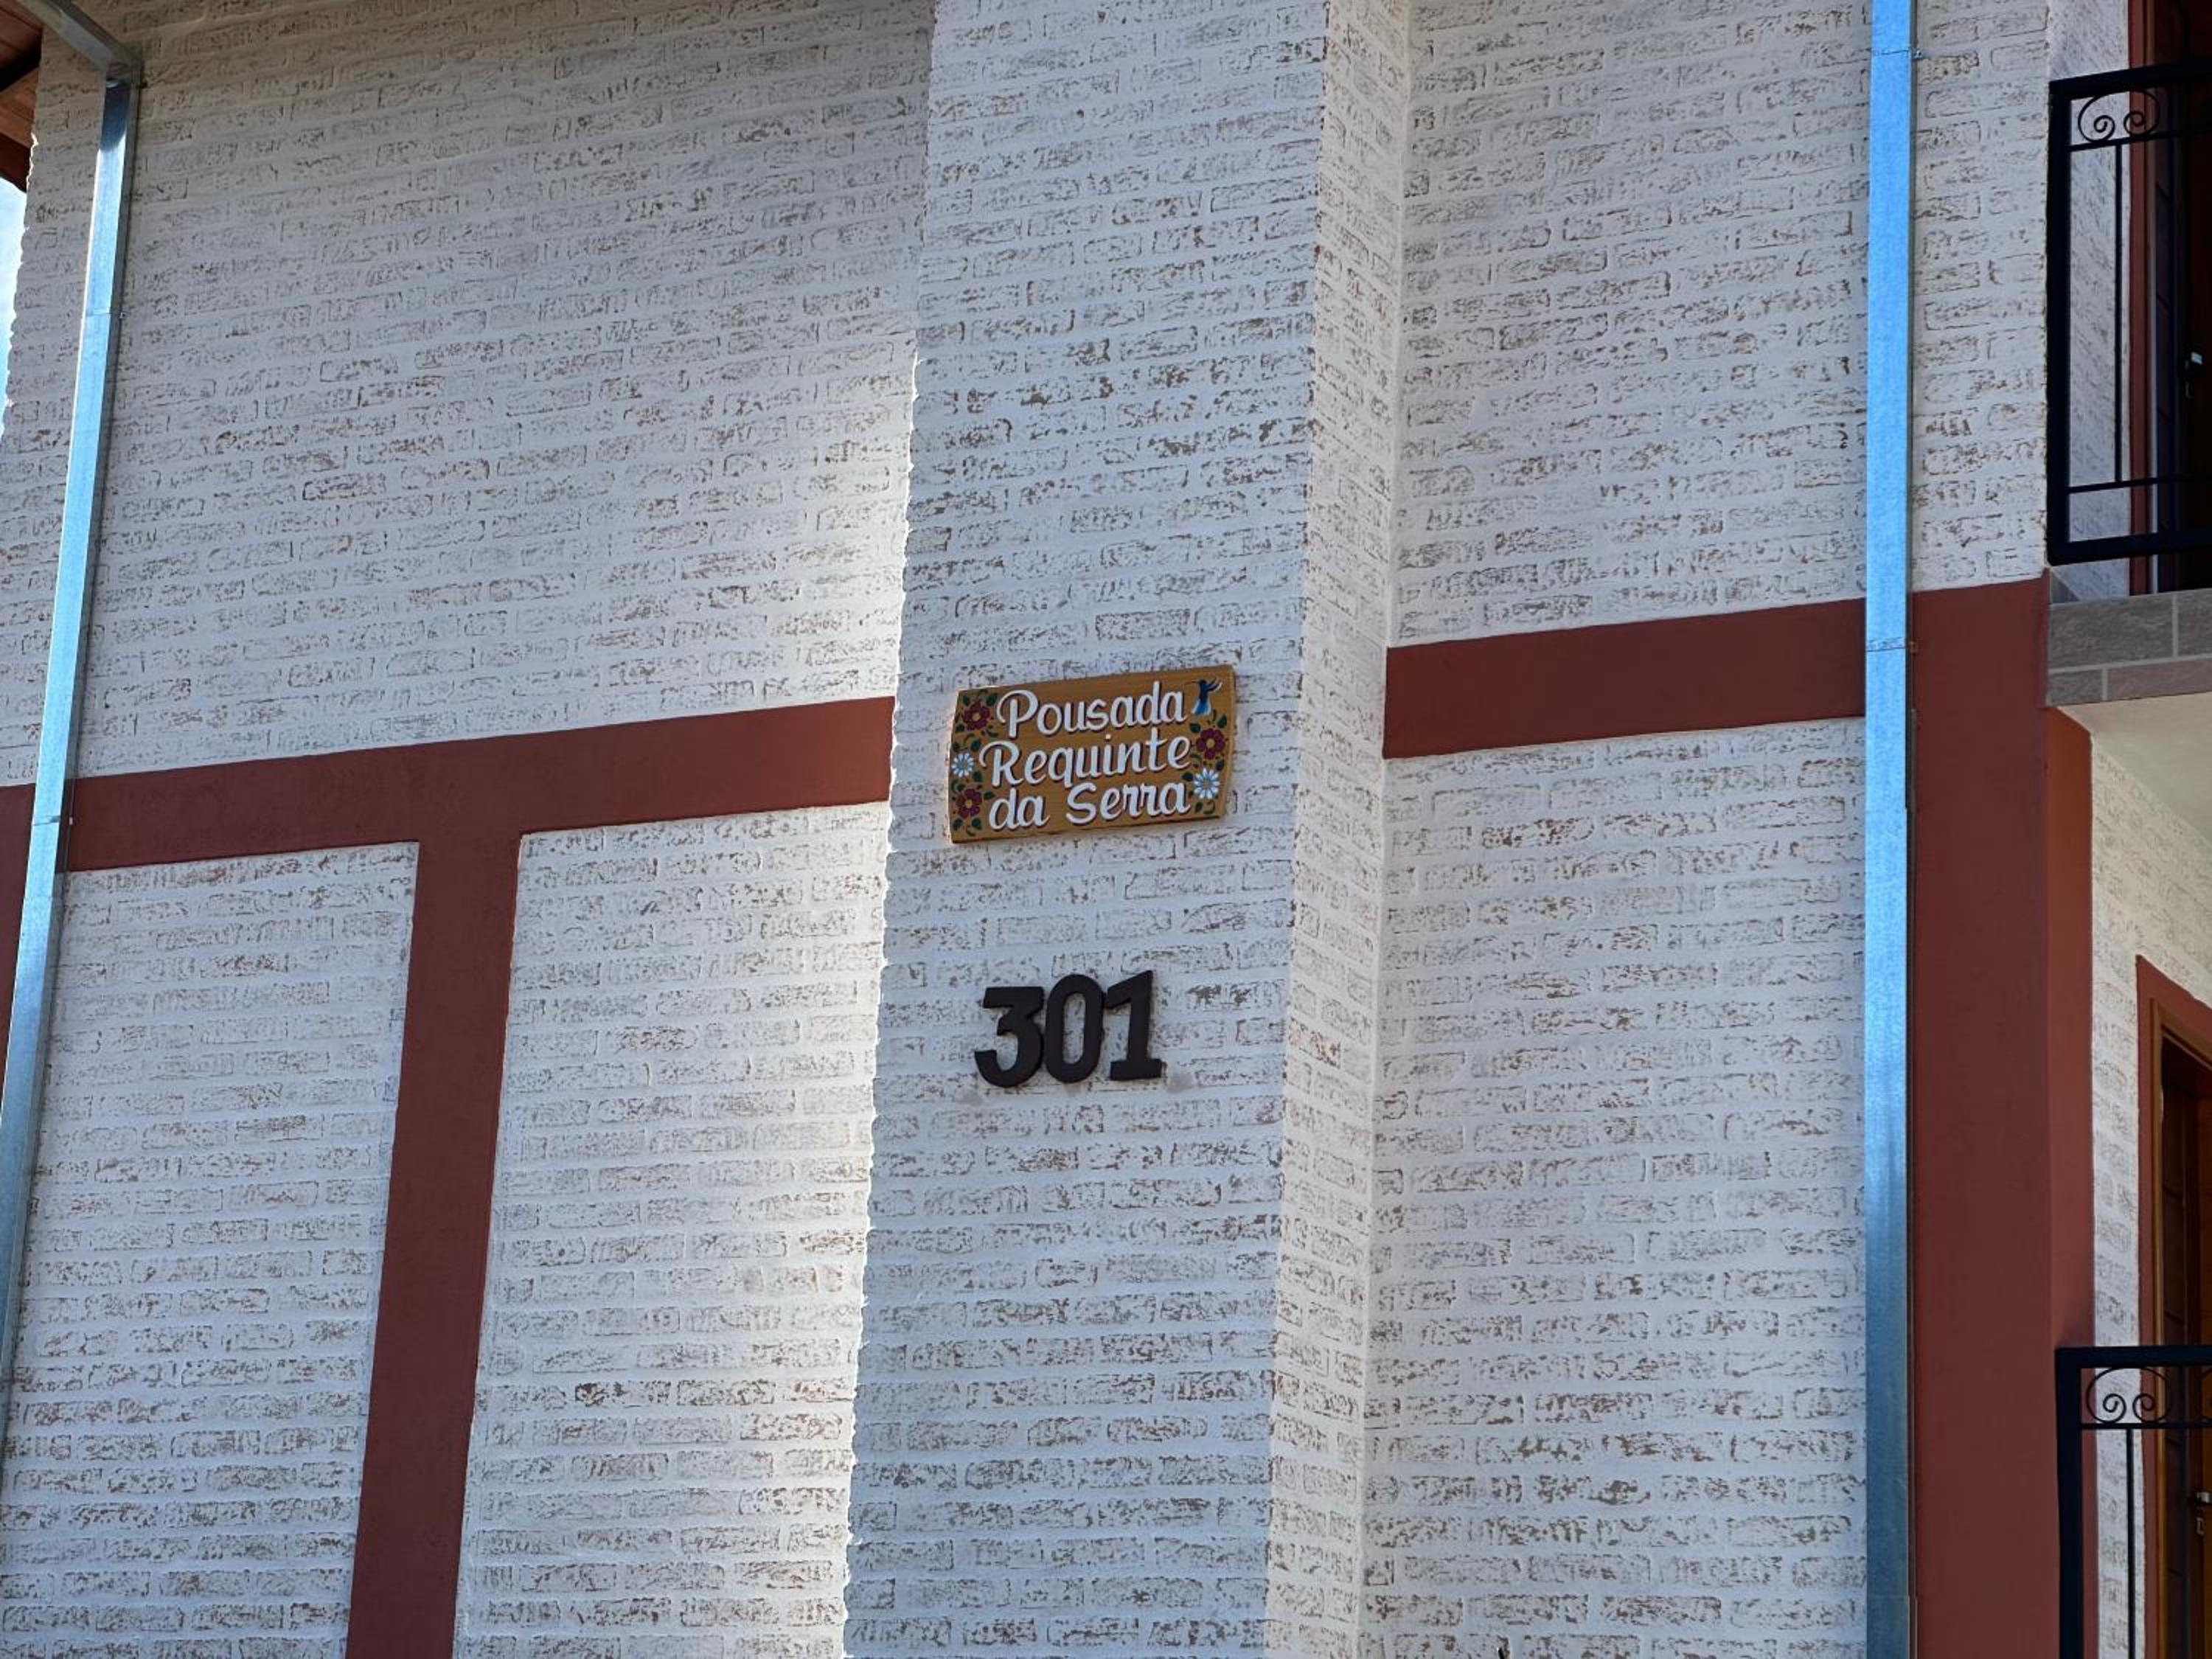 Pousada
Requinte
da Serra
301